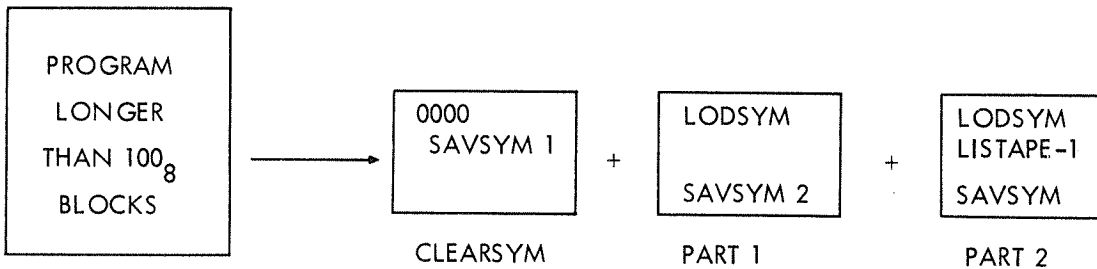 PROGRAM
LONGER
THAN 100₈
BLOCKS
0000
SAVSYM 1
CLEARSYM
+
LODSYM
SAVSYM 2
PART 1
+
LODSYM
LISTAPE-1
SAVSYM
PART 2